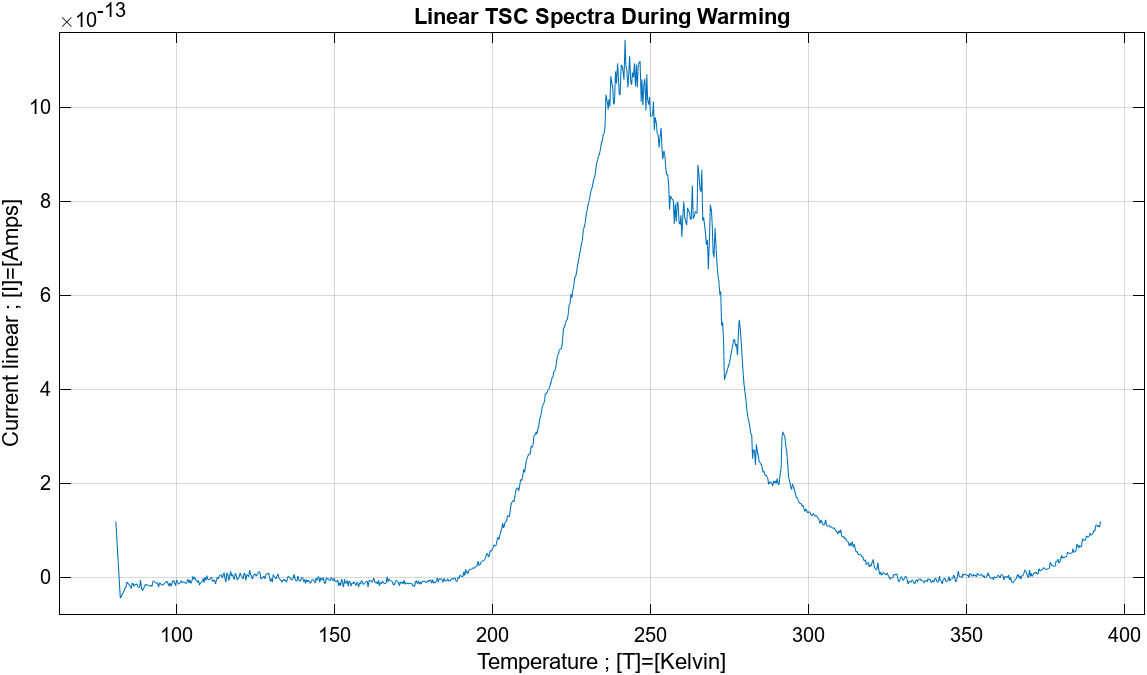 Linear TSC Spectra During Warming
×10-13
10
8
6
4
2
0
Current linear ; [I]=[Amps]
100 150 200 250 300 350 400
Temperature ; [T]=[Kelvin]